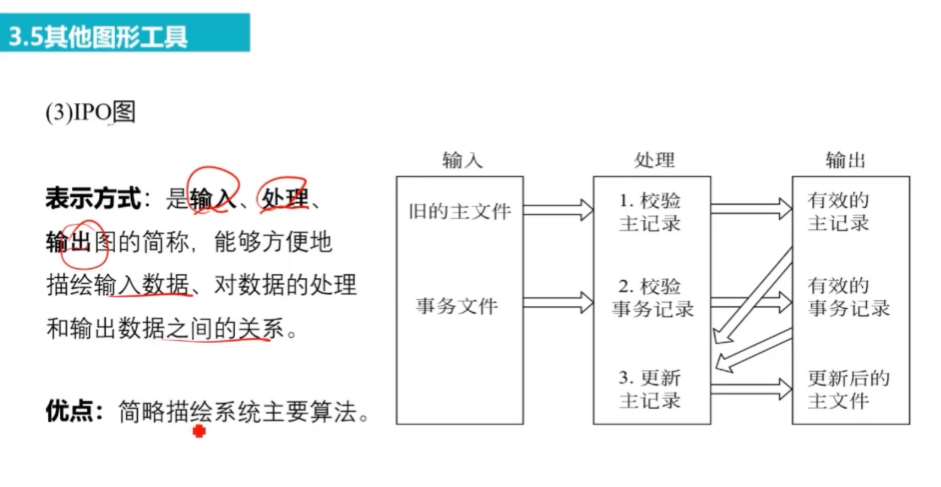 3.5其他图形工具
(3)IPO图
表示方式：是输入、处理、
输出图的简称，能够方便地
描绘输入数据、对数据的处理
和输出数据之间的关系。
优点：简略描绘系统主要算法。
输入
处理
输出
旧的主文件
1. 校验
主记录
有效的
主记录
事务文件
2. 校验
事务记录
有效的
事务记录
3. 更新
主记录
更新后的
主文件